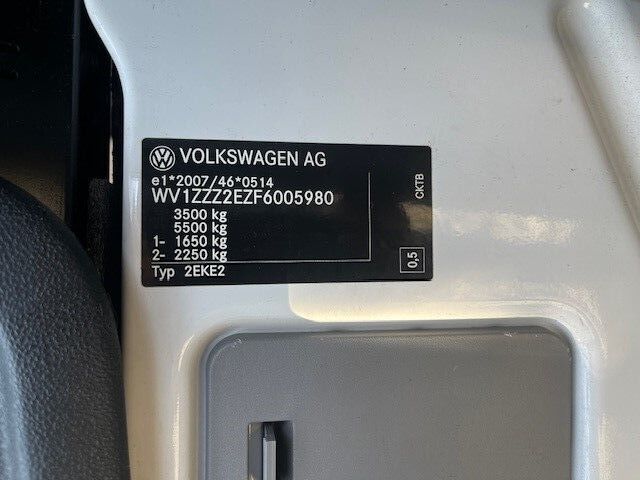 VOLKSWAGEN AG
e1*2007/46*0514
WV1ZZZ2EZF6005980
3500 kg
5500 kg
1- 1650 kg
2- 2250 kg
Typ 2EKE2
CKTB
0,5